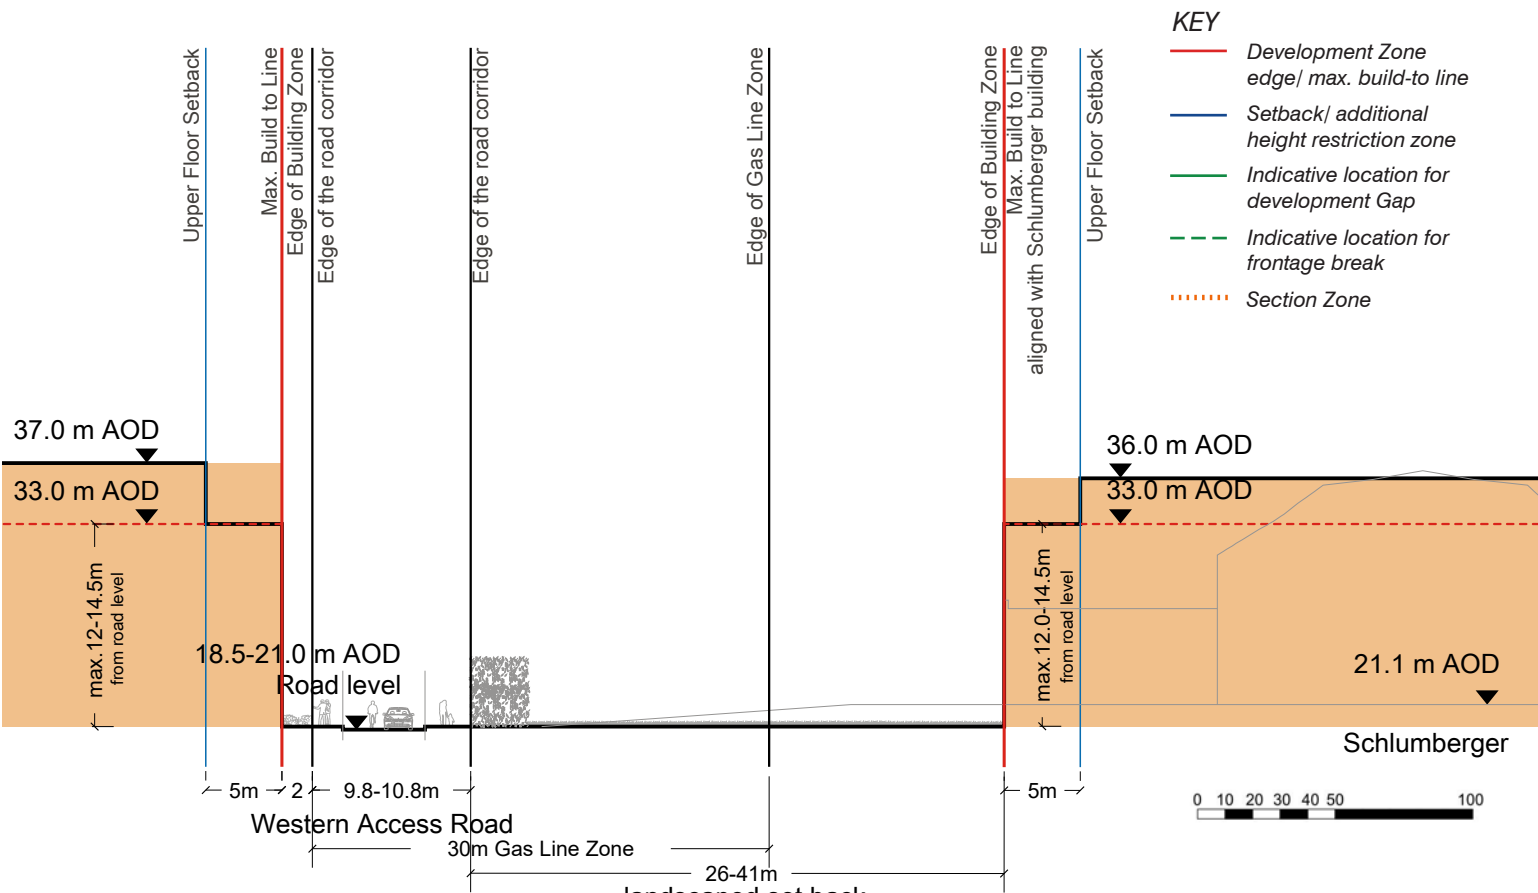 KEY
Development Zone
edge/ max. build-to line
Setback/ additional
height restriction zone
Indicative location for
development Gap
Indicative location for
frontage break
Section Zone
Upper Floor Setback
Max. Build to Line
Edge of Building Zone
Edge of the road corridor
Edge of the road corridor
Edge of Gas Line Zone
Edge of Building Zone
Max. Build to Line
aligned with Schlumberger building
Upper Floor Setback
37.0 m AOD
33.0 m AOD
36.0 m AOD
33.0 m AOD
max.12-14.5m
from road level
18.5-21.0 m AOD
Road level
max.12.0-14.5m
from road level
21.1 m AOD
Schlumberger
5m
2
9.8-10.8m
5m
Western Access Road
30m Gas Line Zone
26-41m
landscaped set back
0 10 20 30 40 50 100